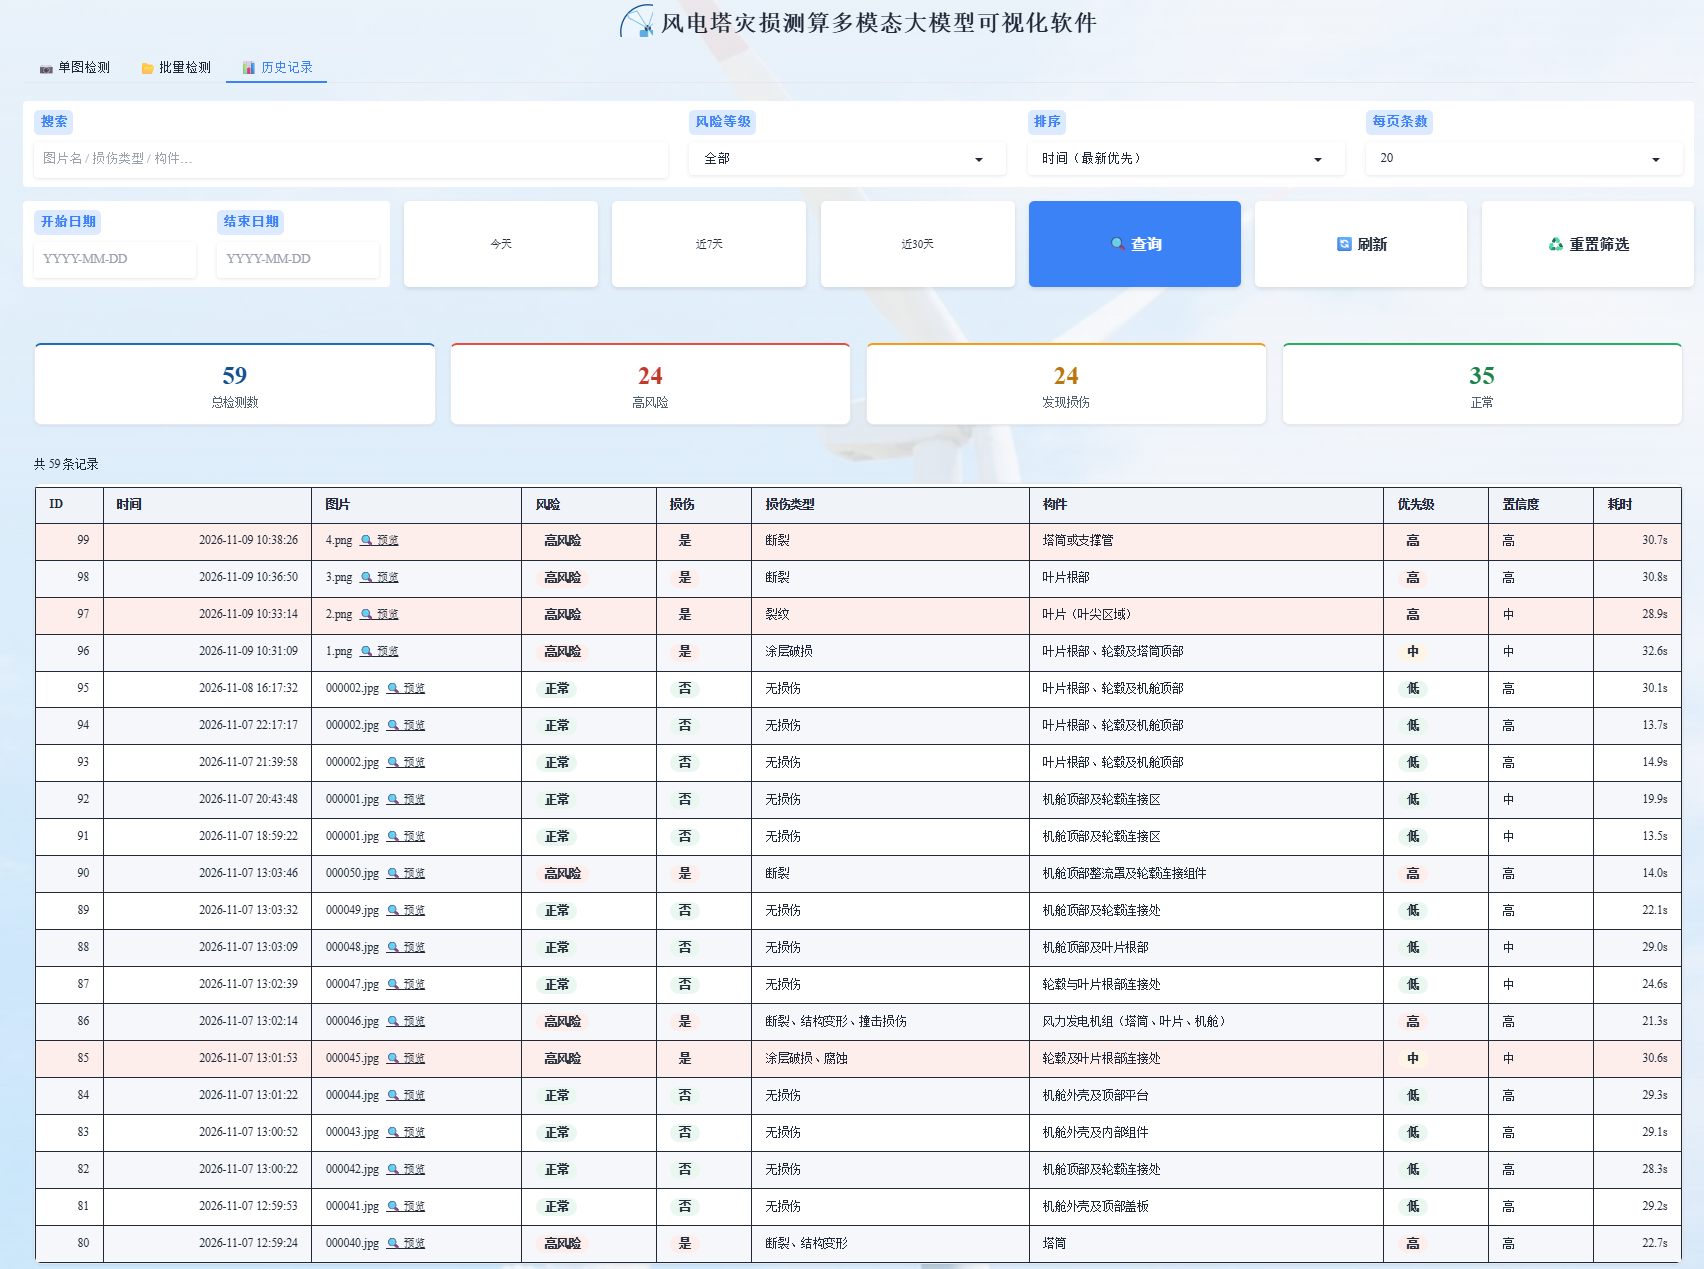 风电塔灾损测算多模态大模型可视化软件
单图检测 批量检测 历史记录
搜索 风险等级 排序 每页条数
图片名 / 损伤类型 / 构件... 全部 时间（最新优先） 20
开始日期 结束日期
YYYY-MM-DD YYYY-MM-DD 今天 近7天 近30天 查询 刷新 重置筛选
59 24 24 35
总检测数 高风险 发现损伤 正常
共 59 条记录
ID 时间 图片 风险 损伤 损伤类型 构件 优先级 置信度 耗时
99 2026-11-09 10:38:26 4.png 预览 高风险 是 断裂 塔筒或支撑管 高 高 30.7s
98 2026-11-09 10:36:50 3.png 预览 高风险 是 断裂 叶片根部 高 高 30.8s
97 2026-11-09 10:33:14 2.png 预览 高风险 是 裂纹 叶片（叶尖区域） 高 中 28.9s
96 2026-11-09 10:31:09 1.png 预览 高风险 是 涂层破损 叶片根部、轮毂及塔筒顶部 中 中 32.6s
95 2026-11-08 16:17:32 000002.jpg 预览 正常 否 无损伤 叶片根部、轮毂及机舱顶部 低 高 30.1s
94 2026-11-07 22:17:17 000002.jpg 预览 正常 否 无损伤 叶片根部、轮毂及机舱顶部 低 高 13.7s
93 2026-11-07 21:39:58 000002.jpg 预览 正常 否 无损伤 叶片根部、轮毂及机舱顶部 低 高 14.9s
92 2026-11-07 20:43:48 000001.jpg 预览 正常 否 无损伤 机舱顶部及轮毂连接区 低 中 19.9s
91 2026-11-07 18:59:22 000001.jpg 预览 正常 否 无损伤 机舱顶部及轮毂连接区 低 中 13.5s
90 2026-11-07 13:03:46 000050.jpg 预览 高风险 是 断裂 机舱顶部整流罩及轮毂连接组件 高 高 14.0s
89 2026-11-07 13:03:32 000049.jpg 预览 正常 否 无损伤 机舱顶部及轮毂连接处 低 高 22.1s
88 2026-11-07 13:03:09 000048.jpg 预览 正常 否 无损伤 机舱顶部及叶片根部 低 中 29.0s
87 2026-11-07 13:02:39 000047.jpg 预览 正常 否 无损伤 轮毂与叶片根部连接处 低 中 24.6s
86 2026-11-07 13:02:14 000046.jpg 预览 高风险 是 断裂、结构变形、撞击损伤 风力发电机组（塔筒、叶片、机舱） 高 高 21.3s
85 2026-11-07 13:01:53 000045.jpg 预览 高风险 是 涂层破损、腐蚀 轮毂及叶片根部连接处 中 中 30.6s
84 2026-11-07 13:01:22 000044.jpg 预览 正常 否 无损伤 机舱外壳及顶部平台 低 高 29.3s
83 2026-11-07 13:00:52 000043.jpg 预览 正常 否 无损伤 机舱外壳及内部组件 低 高 29.1s
82 2026-11-07 13:00:22 000042.jpg 预览 正常 否 无损伤 机舱顶部及轮毂连接处 低 高 28.3s
81 2026-11-07 12:59:53 000041.jpg 预览 正常 否 无损伤 机舱外壳及顶部盖板 低 高 29.2s
80 2026-11-07 12:59:24 000040.jpg 预览 高风险 是 断裂、结构变形 塔筒 高 高 22.7s